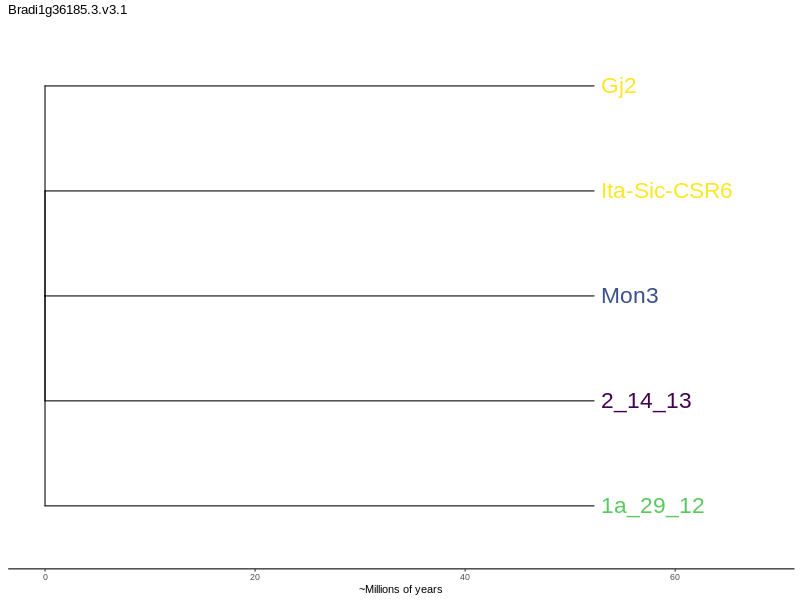 Bradi1g36185.3.v3.1
Gj2
Ita-Sic-CSR6
Mon3
2_14_13
1a_29_12
0 20 40 60
~Millions of years